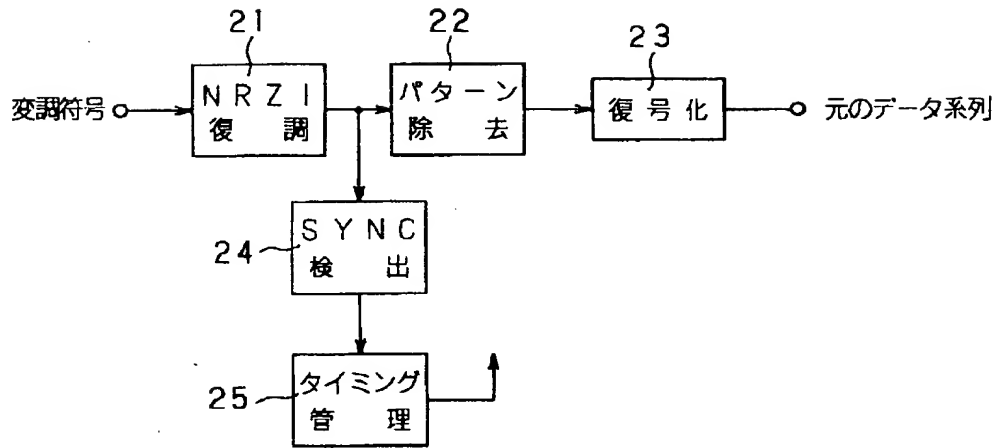 21
22
23
変調符号
NRZI
復調
パターン
除去
復号化
元のデータ系列
24
SYNC
検出
25
タイミング
管理